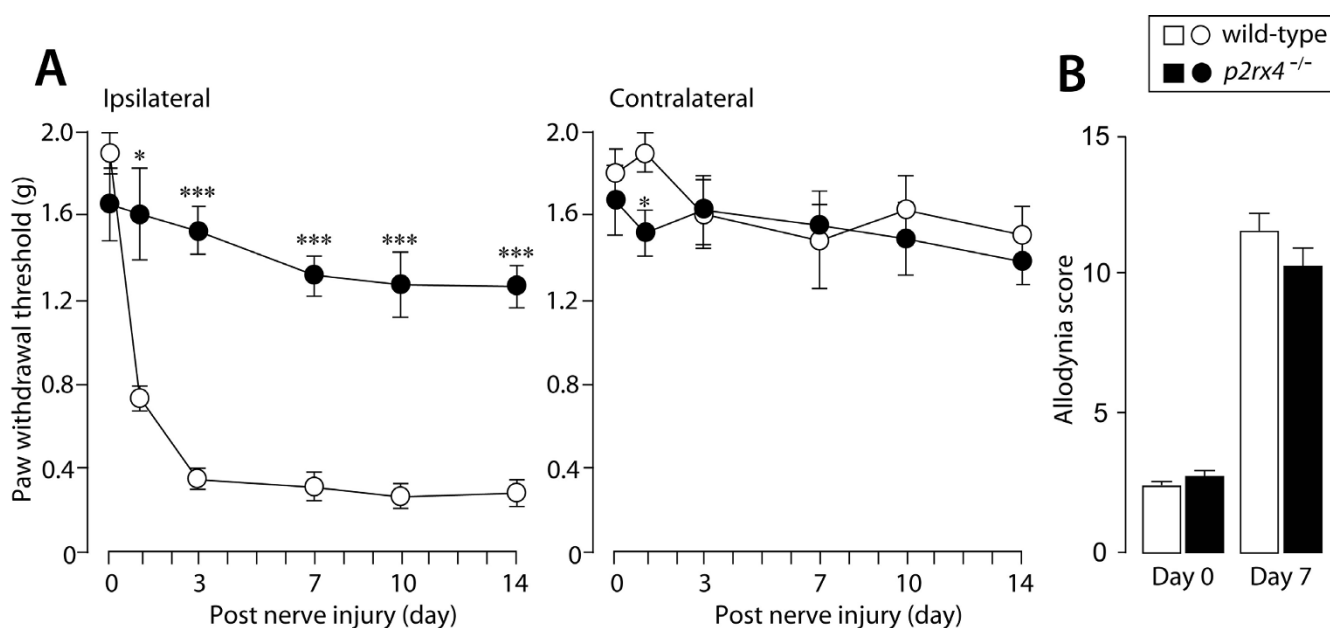 A
Ipsilateral
Paw withdrawal threshold (g)
2.0
1.6
1.2
0.8
0.4
0
*
***
***
***
***
0 3 7 10 14
Post nerve injury (day)
Contralateral
2.0
1.6
1.2
0.8
0.4
0
*
0 3 7 10 14
Post nerve injury (day)
B
wild-type
p2rx4 -/-
Allodynia score
15
10
5
0
Day 0 Day 7